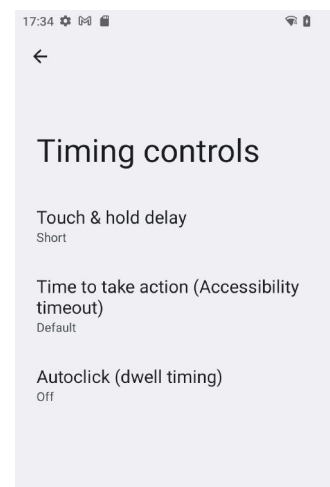 17:34
Timing controls
Touch & hold delay
Short
Time to take action (Accessibility
timeout)
Default
Autoclick (dwell timing)
Off